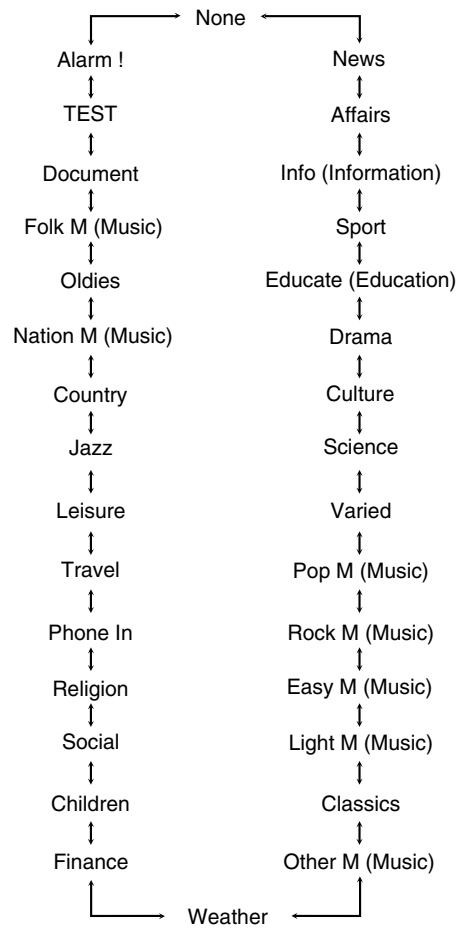 None
Alarm !
News
TEST
Affairs
Document
Info (Information)
Folk M (Music)
Sport
Oldies
Educate (Education)
Nation M (Music)
Drama
Country
Culture
Jazz
Science
Leisure
Varied
Travel
Pop M (Music)
Phone In
Rock M (Music)
Religion
Easy M (Music)
Social
Light M (Music)
Children
Classics
Finance
Other M (Music)
Weather